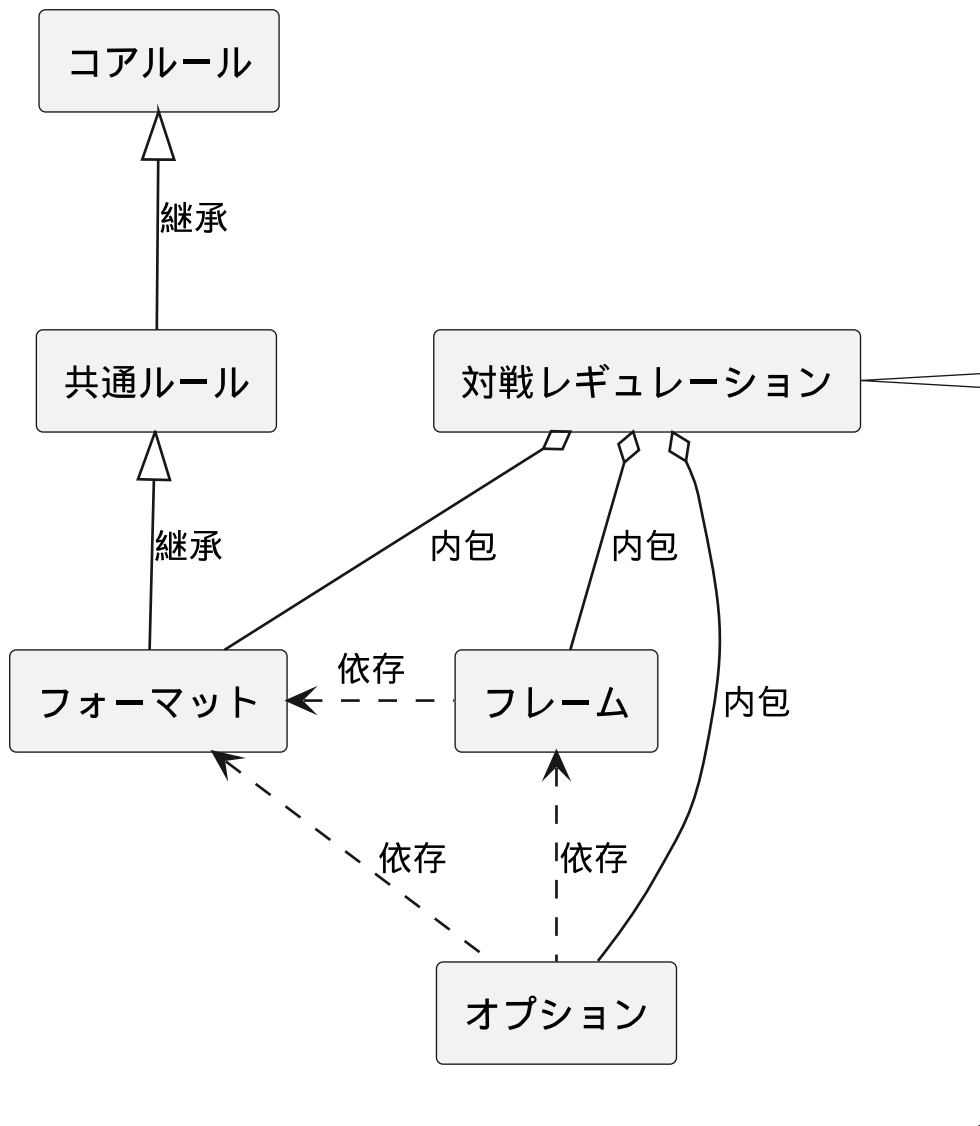 コアルール
継承
共通ルール
対戦レギュレーション
継承
内包
内包
フォーマット
依存
フレーム
内包
依存
依存
オプション